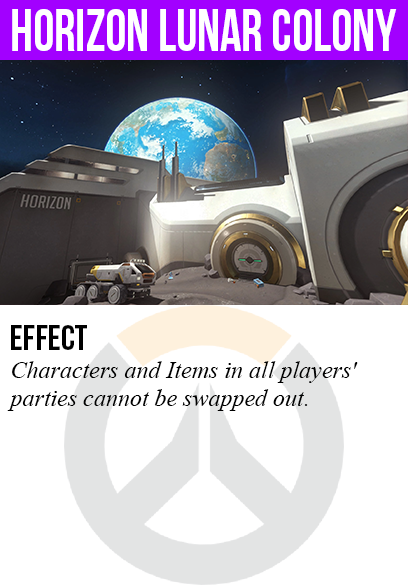 HORIZON LUNAR COLONY
HORIZON
EFFECT
Characters and Items in all players'
parties cannot be swapped out.